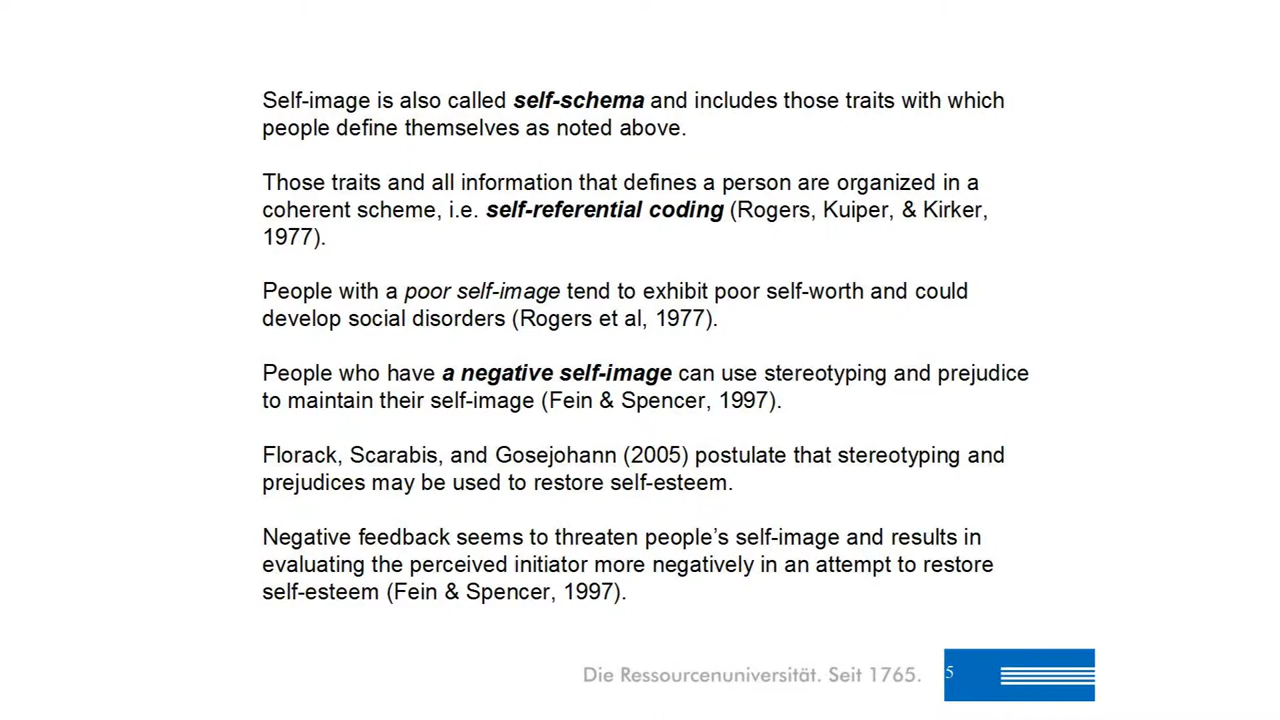 Self-image is also called self-schema and includes those traits with which
people define themselves as noted above.
Those traits and all information that defines a person are organized in a
coherent scheme, i.e. self-referential coding (Rogers, Kuiper, & Kirker,
1977).
People with a poor self-image tend to exhibit poor self-worth and could
develop social disorders (Rogers et al, 1977).
People who have a negative self-image can use stereotyping and prejudice
to maintain their self-image (Fein & Spencer, 1997).
Florack, Scarabis, and Gosejohann (2005) postulate that stereotyping and
prejudices may be used to restore self-esteem.
Negative feedback seems to threaten people’s self-image and results in
evaluating the perceived initiator more negatively in an attempt to restore
self-esteem (Fein & Spencer, 1997).
Die Ressourcenuniversität. Seit 1765.
5